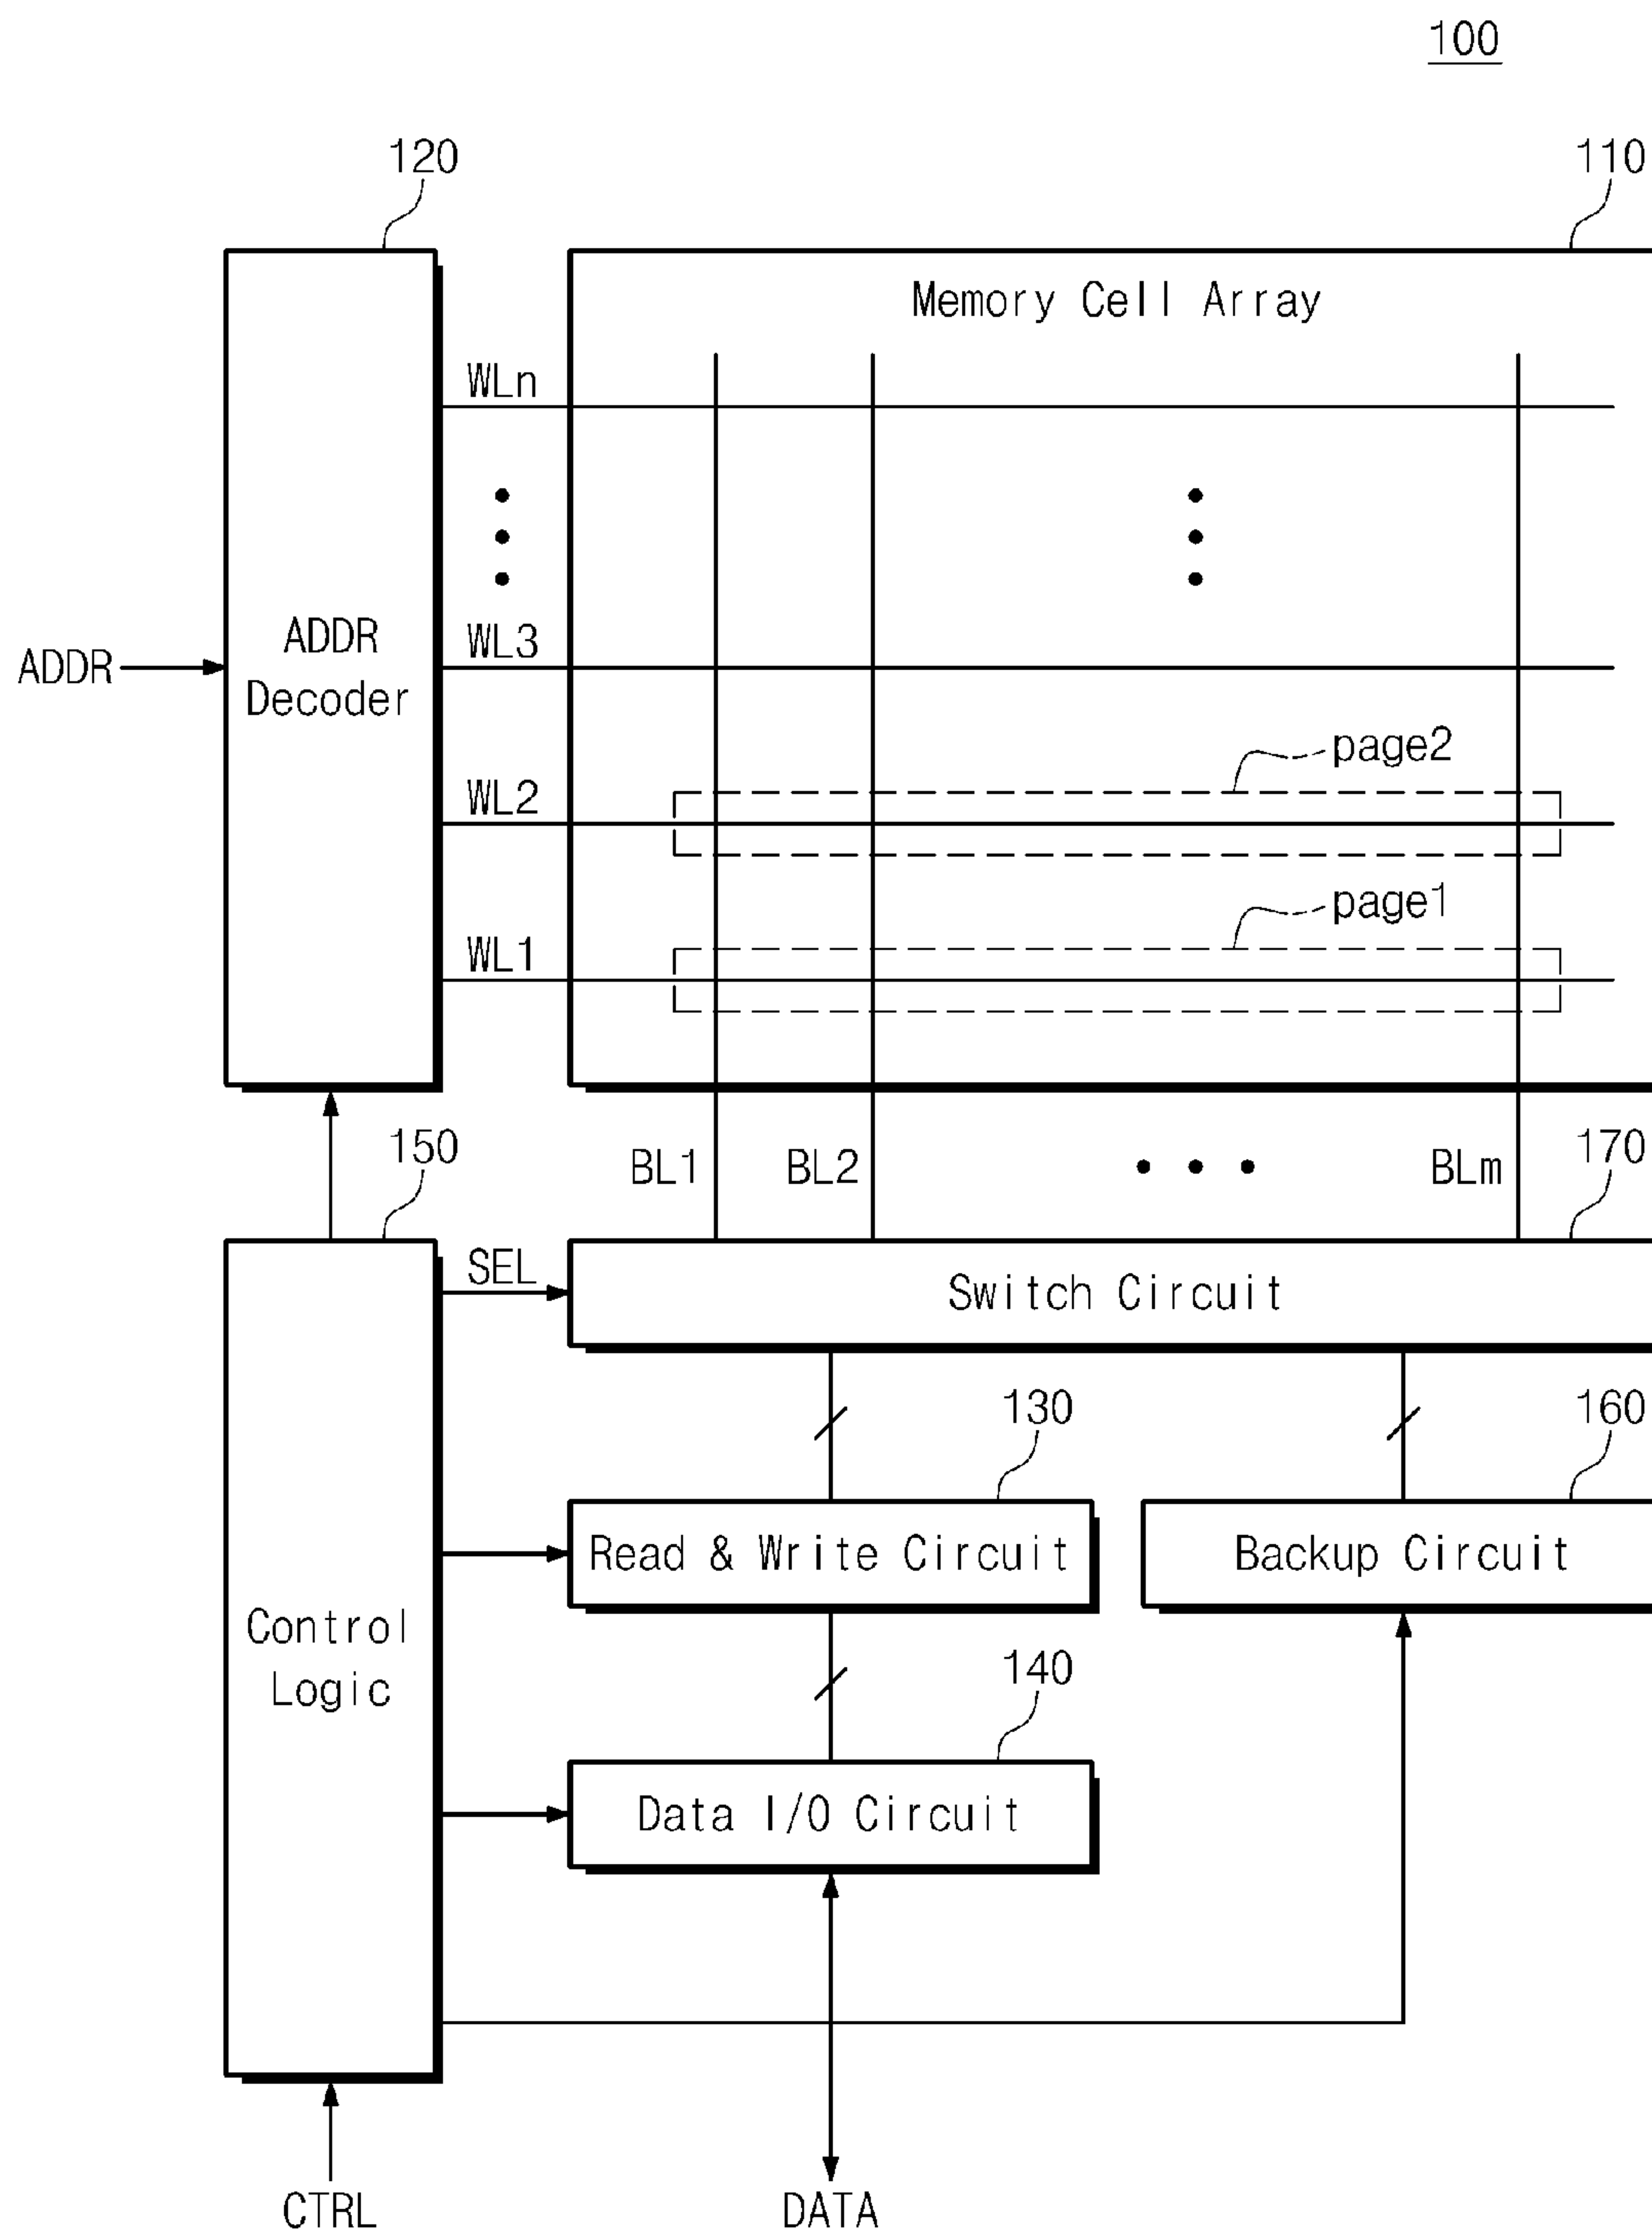 100
120
110
Memory Cell Array
WLn
ADDR
ADDR
Decoder
WL3
page2
WL2
page1
WL1
150
BL1
BL2
BLm
170
SEL
Switch Circuit
130
160
Read & Write Circuit
Backup Circuit
Control
Logic
140
Data I/O Circuit
CTRL
DATA